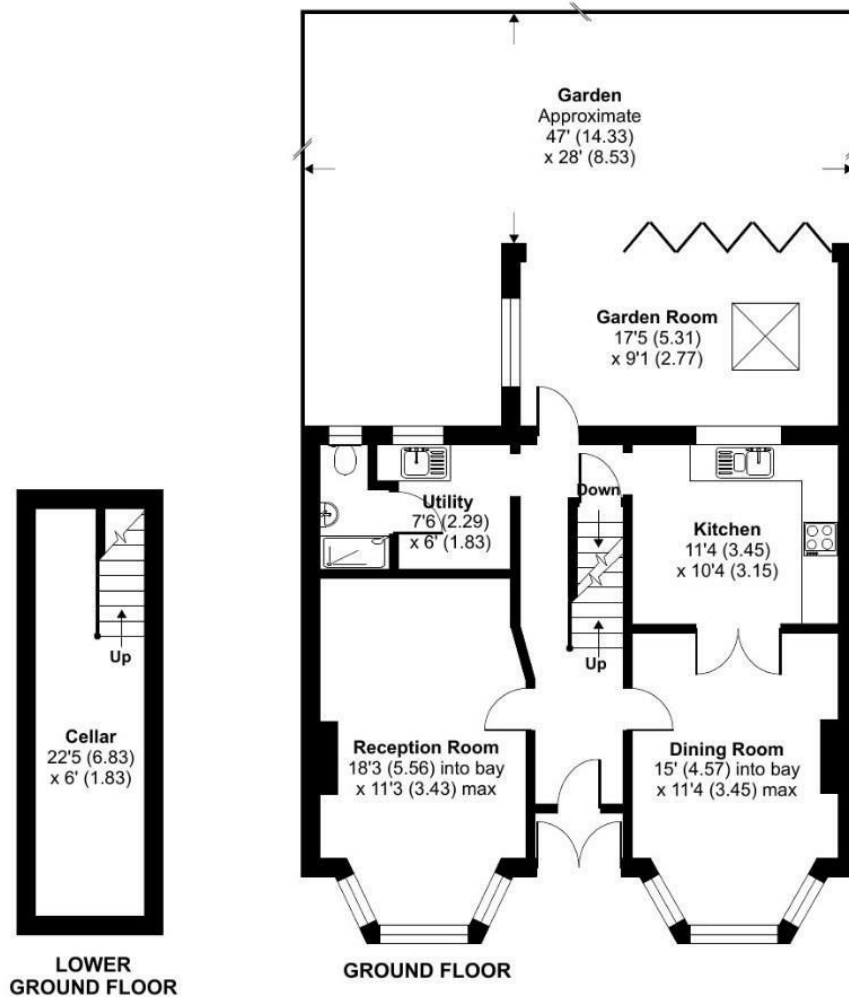 Garden
Approximate
47' (14.33)
x 28' (8.53)
Garden Room
17'5 (5.31)
x 9'1 (2.77)
Utility
7'6 (2.29)
x 6' (1.83)
Down
Kitchen
11'4 (3.45)
x 10'4 (3.15)
Up
Up
Cellar
22'5 (6.83)
x 6' (1.83)
Reception Room
18'3 (5.56) into bay
x 11'3 (3.43) max
Dining Room
15' (4.57) into bay
x 11'4 (3.45) max
LOWER
GROUND FLOOR
GROUND FLOOR